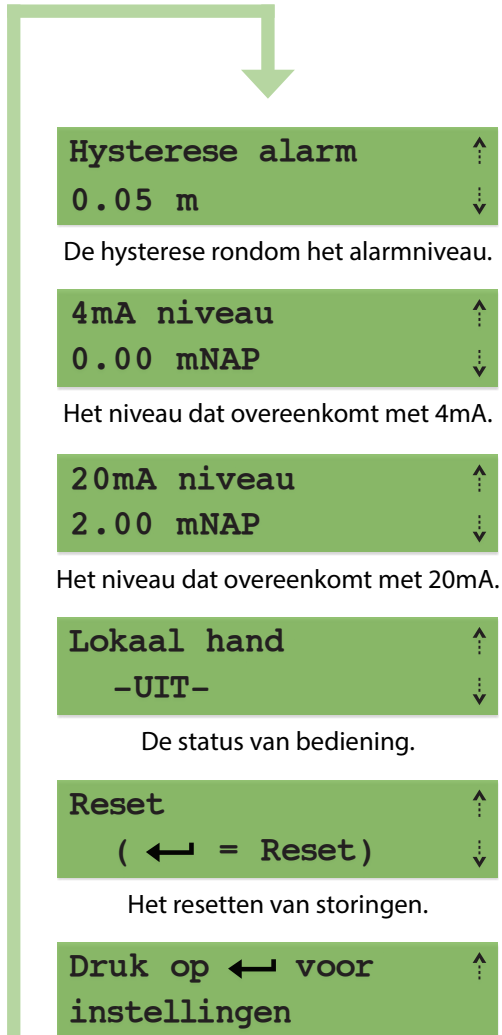 Hysterese alarm
0.05 m
De hysterese rondom het alarmniveau.
4mA niveau
0.00 mNAP
Het niveau dat overeenkomt met 4mA.
20mA niveau
2.00 mNAP
Het niveau dat overeenkomt met 20mA.
Lokaal hand
-UIT-
De status van bediening.
Reset
( ↵ = Reset)
Het resetten van storingen.
Druk op ↵ voor
instellingen